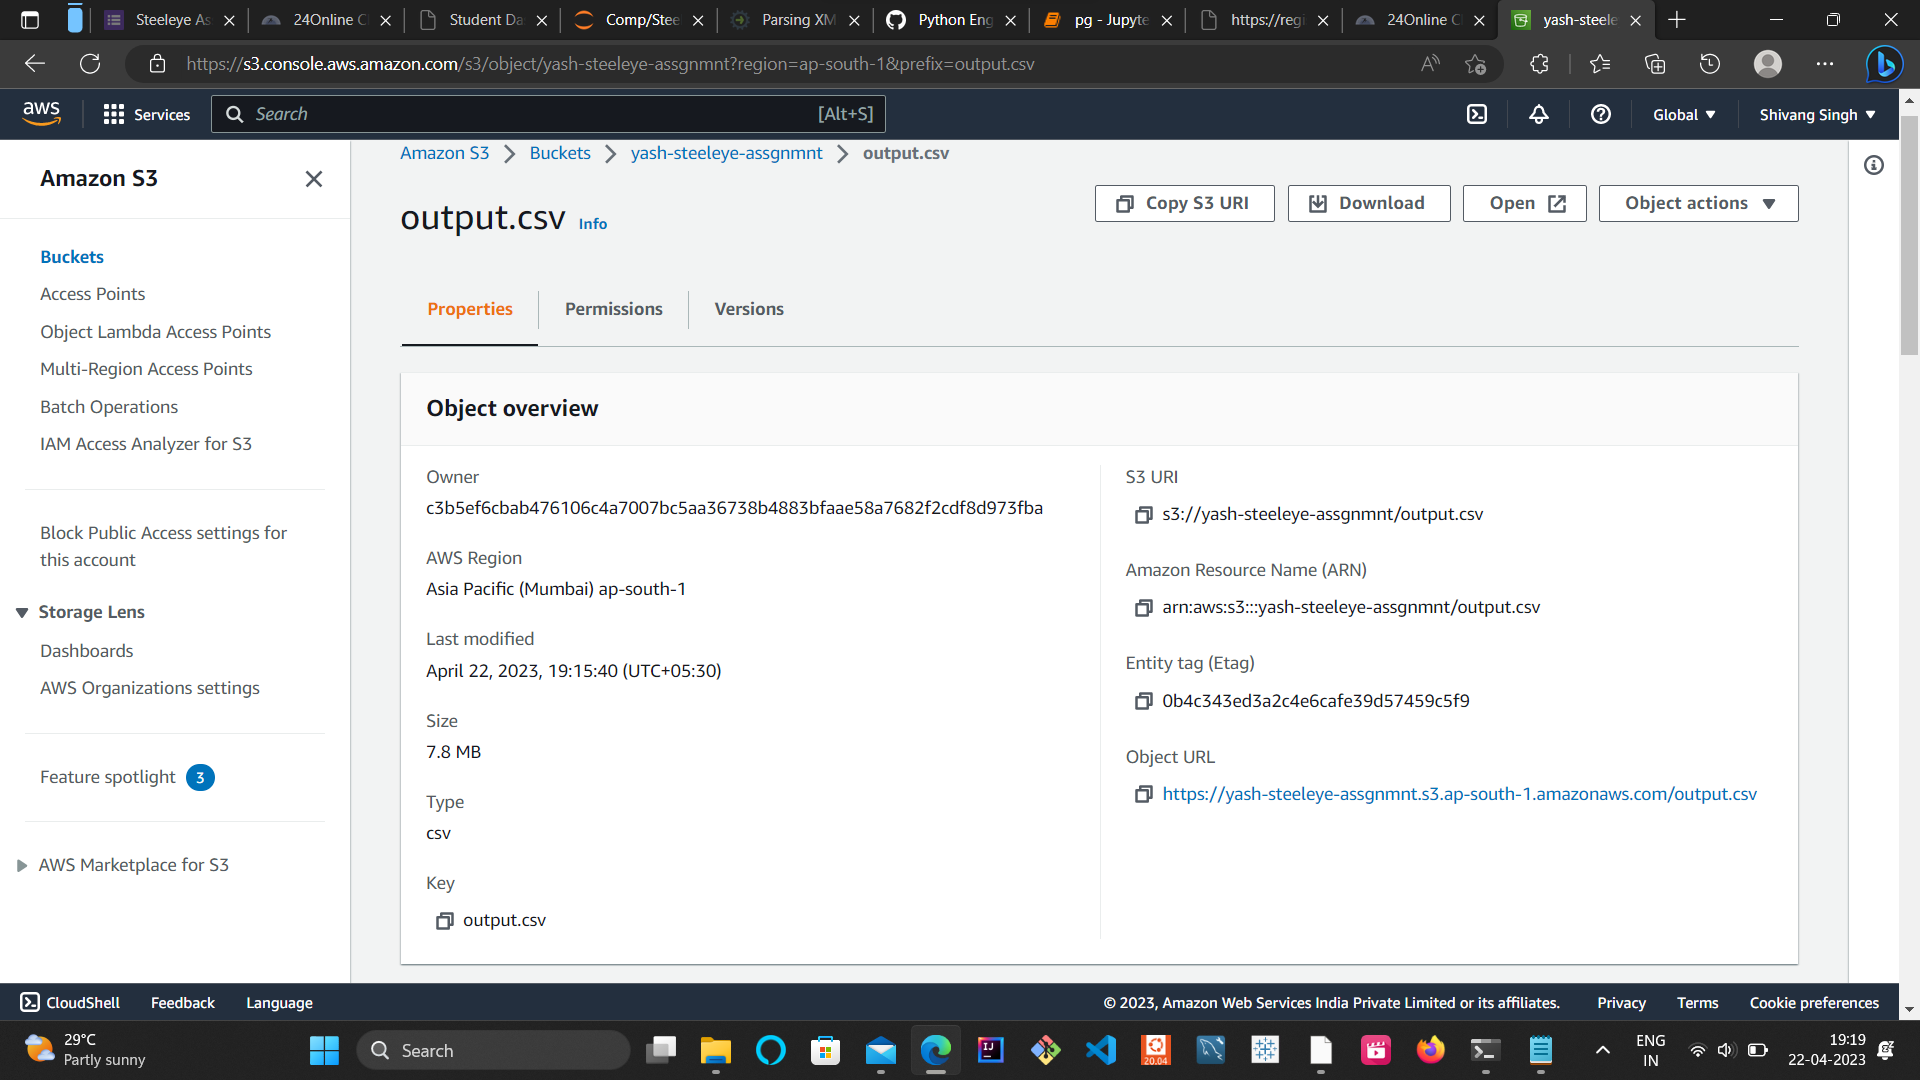 Steeleye As
24Online Cl
Student Da
Comp/Stee
Parsing XM
Python Eng
pg - Jupyte
https://regi
24Online Cl
yash-steele
https://s3.console.aws.amazon.com/s3/object/yash-steeleye-assgnmnt?region=ap-south-1&prefix=output.csv
aws
Services
Search
[Alt+S]
Global
Shivang Singh
Amazon S3
Buckets
Access Points
Object Lambda Access Points
Multi-Region Access Points
Batch Operations
IAM Access Analyzer for S3
Block Public Access settings for
this account
Storage Lens
Dashboards
AWS Organizations settings
Feature spotlight 3
AWS Marketplace for S3
Amazon S3
Buckets
yash-steeleye-assgnmnt
output.csv
output.csv Info
Copy S3 URI
Download
Open
Object actions
Properties
Permissions
Versions
Object overview
Owner
c3b5ef6cbab476106c4a7007bc5aa36738b4883bfaae58a7682f2cdf8d973fba
AWS Region
Asia Pacific (Mumbai) ap-south-1
Last modified
April 22, 2023, 19:15:40 (UTC+05:30)
Size
7.8 MB
Type
csv
Key
output.csv
S3 URI
s3://yash-steeleye-assgnmnt/output.csv
Amazon Resource Name (ARN)
arn:aws:s3:::yash-steeleye-assgnmnt/output.csv
Entity tag (Etag)
0b4c343ed3a2c4e6cafe39d57459c5f9
Object URL
https://yash-steeleye-assgnmnt.s3.ap-south-1.amazonaws.com/output.csv
CloudShell
Feedback
Language
© 2023, Amazon Web Services India Private Limited or its affiliates.
Privacy
Terms
Cookie preferences
29°C
Partly sunny
Search
IJ
20.04
ENG
IN
19:19
22-04-2023